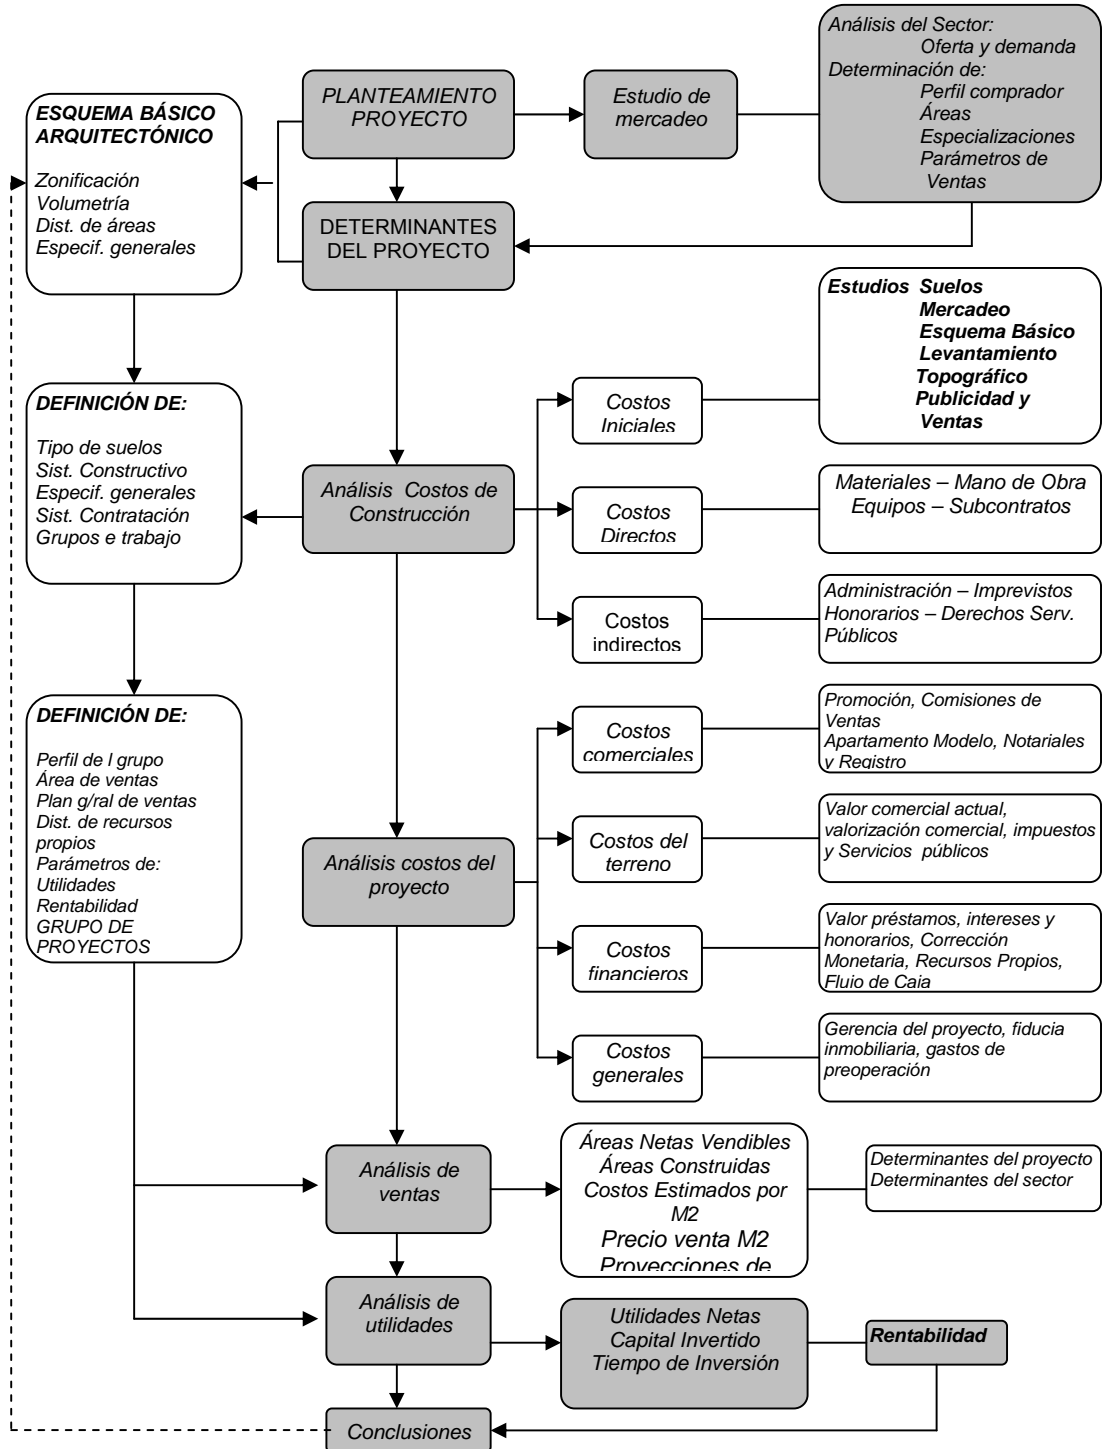 Análisis del Sector:
Oferta y demanda
Determinación de:
Perfil comprador
Áreas
Especializaciones
Parámetros de
Ventas
PLANTEAMIENTO
PROYECTO
Estudio de
mercadeo
ESQUEMA BÁSICO
ARQUITECTÓNICO
Zonificación
Volumetría
Dist. de áreas
Especif. generales
DETERMINANTES
DEL PROYECTO
Estudios Suelos
Mercadeo
Esquema Básico
Levantamiento
Topográfico
Publicidad y
Ventas
Costos
Iniciales
DEFINICIÓN DE:
Tipo de suelos
Sist. Constructivo
Especif. generales
Sist. Contratación
Grupos e trabajo
Análisis Costos de
Construcción
Costos
Directos
Materiales – Mano de Obra
Equipos – Subcontratos
Costos
indirectos
Administración – Imprevistos
Honorarios – Derechos Serv.
Públicos
DEFINICIÓN DE:
Perfil de l grupo
Área de ventas
Plan g/ral de ventas
Dist. de recursos
propios
Parámetros de:
Utilidades
Rentabilidad
GRUPO DE
PROYECTOS
Costos
comerciales
Promoción, Comisiones de
Ventas
Apartamento Modelo, Notariales
y Registro
Análisis costos del
proyecto
Costos del
terreno
Valor comercial actual,
valorización comercial, impuestos
y Servicios públicos
Costos
financieros
Valor préstamos, intereses y
honorarios, Corrección
Monetaria, Recursos Propios,
Flujo de Caja
Costos
generales
Gerencia del proyecto, fiducia
inmobiliaria, gastos de
preoperación
Análisis de
ventas
Áreas Netas Vendibles
Áreas Construidas
Costos Estimados por
M2
Precio venta M2
Proyecciones de
Determinantes del proyecto
Determinantes del sector
Análisis de
utilidades
Utilidades Netas
Capital Invertido
Tiempo de Inversión
Rentabilidad
Conclusiones